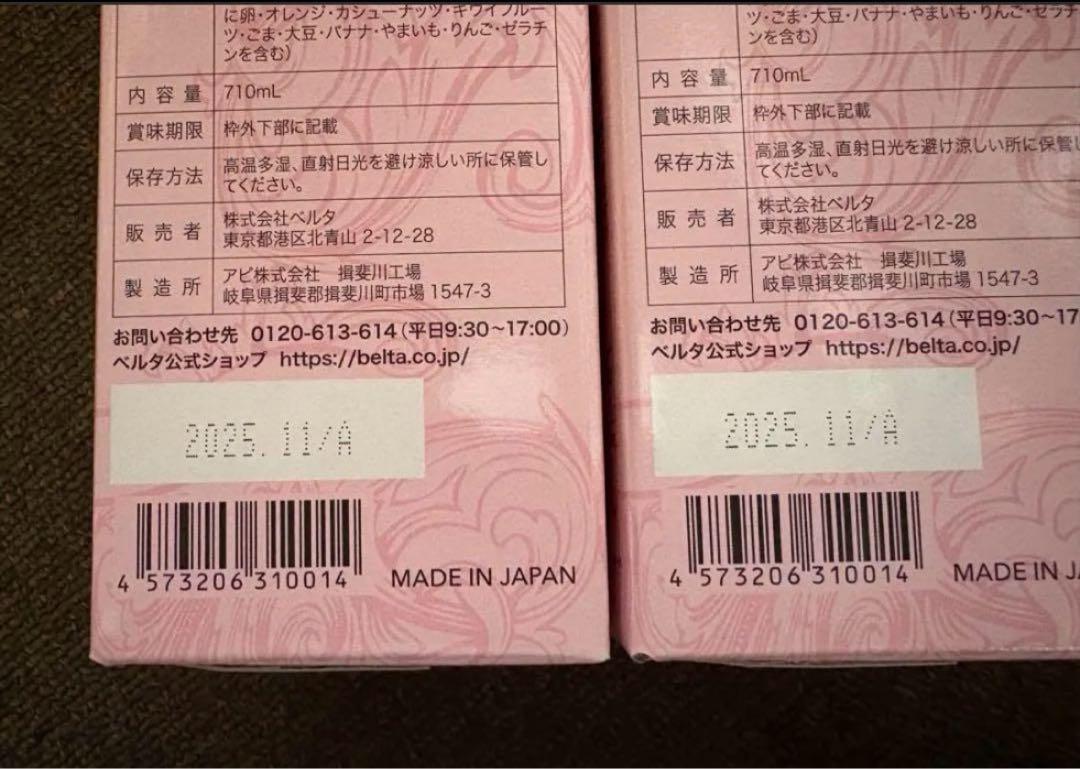 に卵・オレンジ・カシューナッツ・キウイフルー
ツ・ごま・大豆・バナナ・やまいも・りんご・ゼラチ
ンを含む）
内容量 710mL
賞味期限 枠外下部に記載
保存方法 高温多湿、直射日光を避け涼しい所に保管し
てください。
販売者 株式会社ベルタ
東京都港区北青山 2-12-28
製造所 アピ株式会社 揖斐川工場
岐阜県揖斐郡揖斐川町市場 1547-3
お問い合わせ先 0120-613-614（平日9:30〜17:00）
ベルタ公式ショップ https://belta.co.jp/
2025.11/A
4 573206 310014
MADE IN JAPAN
ツ・ごま・大豆・バナナ・やまいも・りんご・ゼラ
ンを含む）
内容量 710mL
賞味期限 枠外下部に記載
保存方法 高温多湿、直射日光を避け涼しい所に保管し
てください。
販売者 株式会社ベルタ
東京都港区北青山 2-12-28
製造所 アピ株式会社 揖斐川工場
岐阜県揖斐郡揖斐川町市場 1547-3
お問い合わせ先 0120-613-614（平日9:30〜17
ベルタ公式ショップ https://belta.co.jp/
2025.11/A
4 573206 310014
MADE IN JA